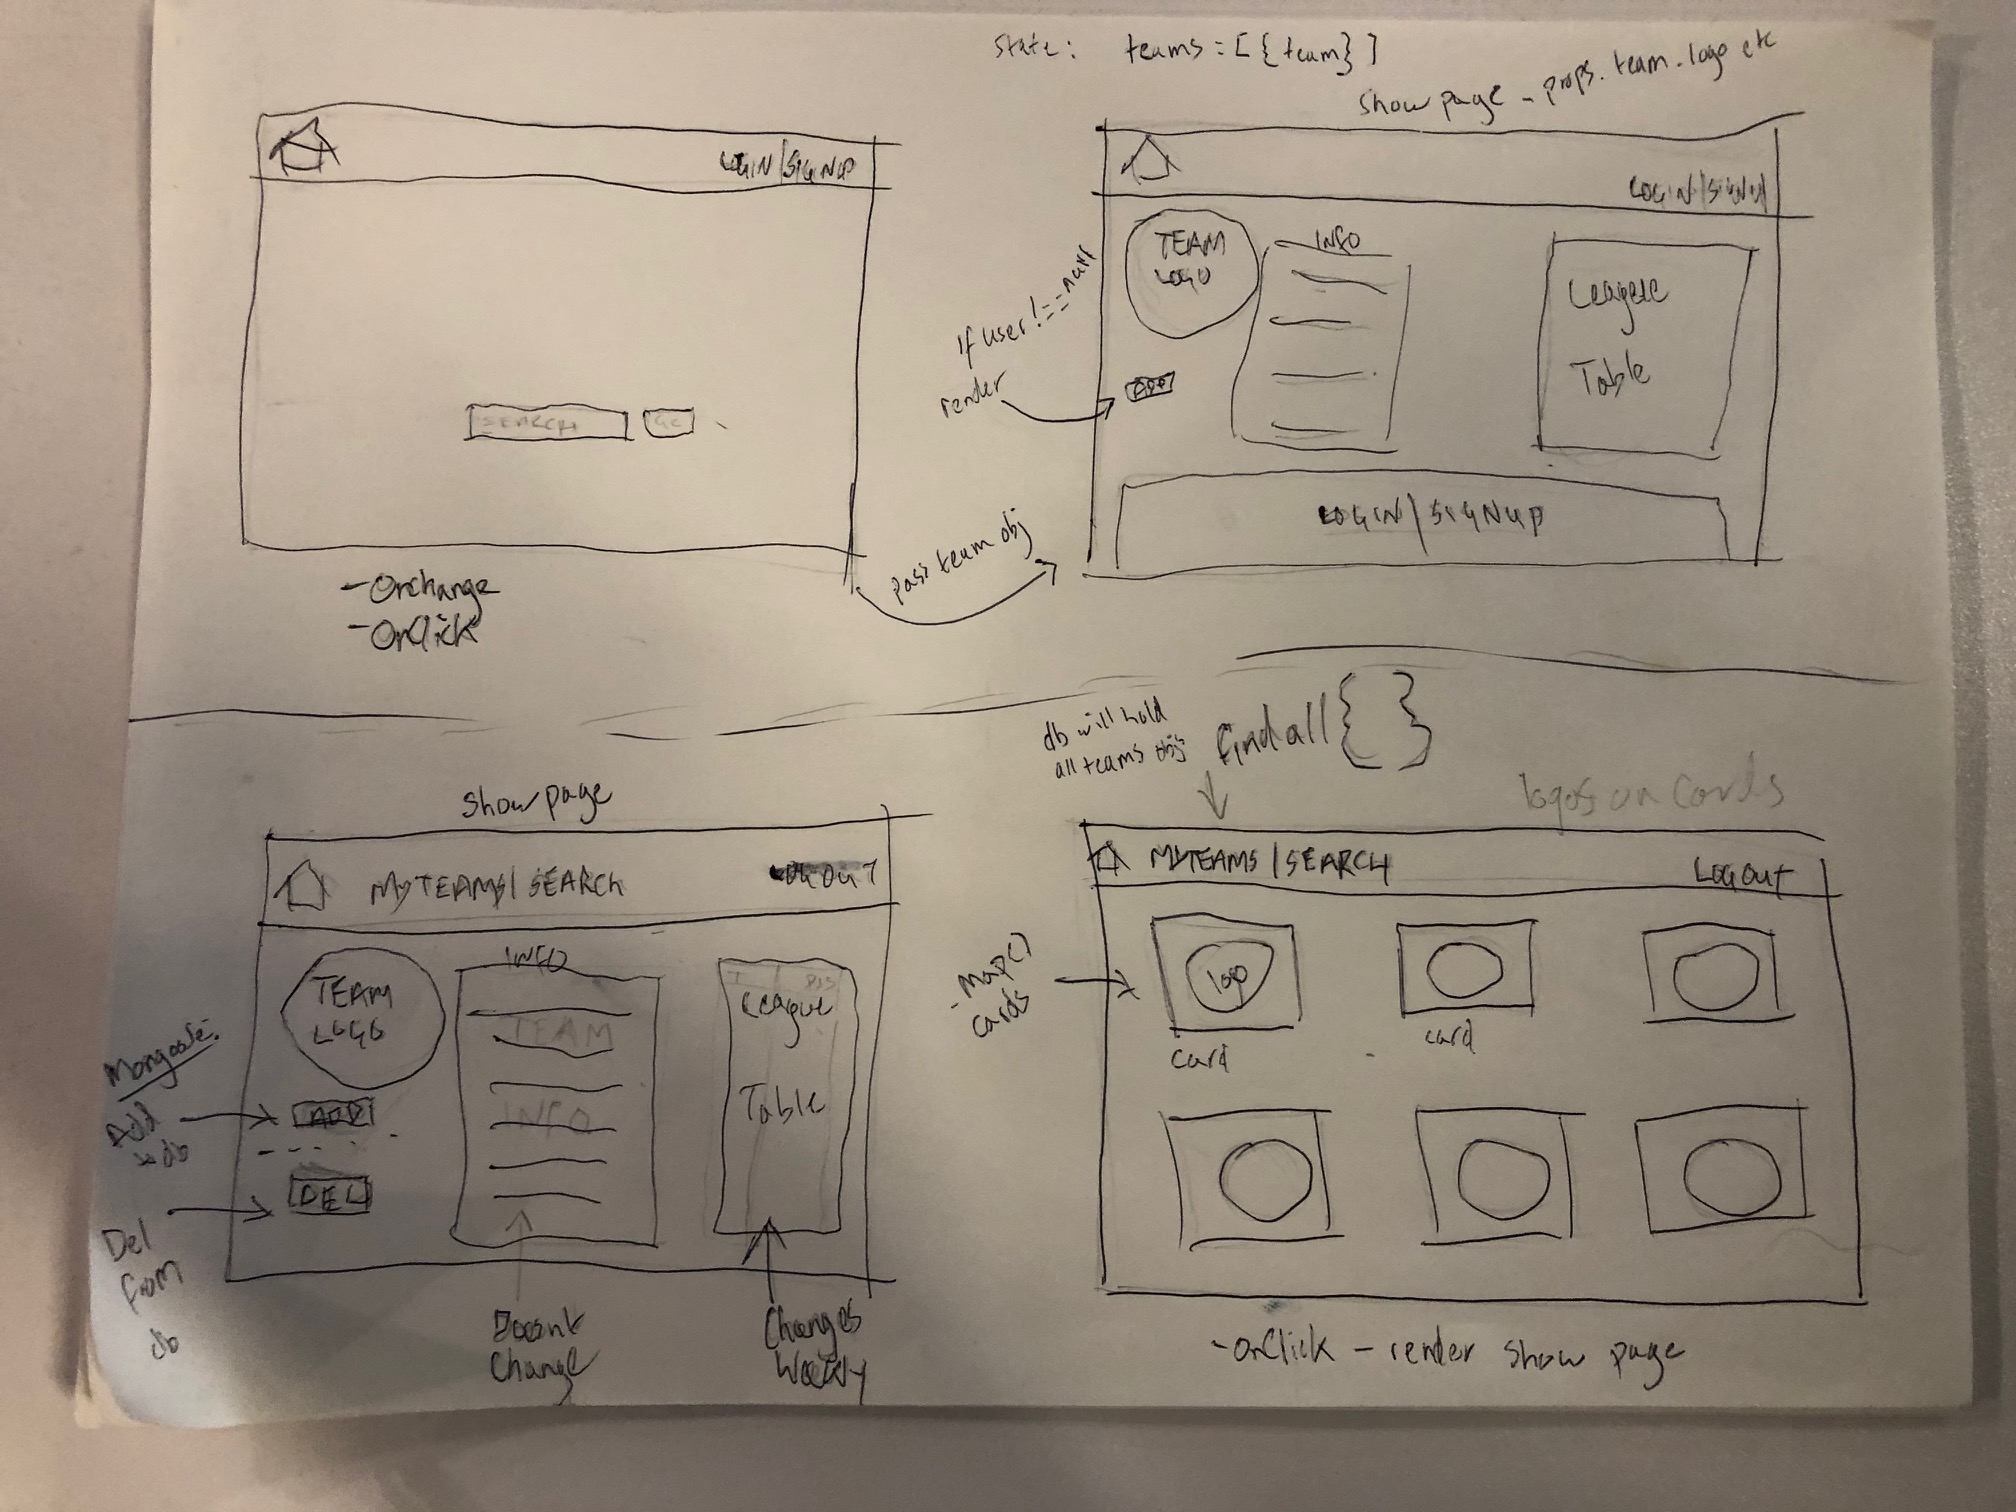 State: teams = [{team}]
Show page - props.team.logo etc
LOGIN|SIGNUP
SEARCH GO
-Onchange
-OnClick
pass team obj
LOGIN|SIGNUP
TEAM
LOGO
INFO
League
Table
If user !== null
render
ADD
LOGIN|SIGNUP
db will hold
all teams obj
findall{ }
logos on cards
Show page
MYTEAMS|SEARCH LOGOUT
TEAM
LOGO
INFO
TEAM
INFO
T PTS
League
Table
Mongoose:
Add
to db
ADD
Del
from
db
DEL
Doesnt
Change
Changes
Weekly
MYTEAMS|SEARCH LOGOUT
- Map()
cards
logo
card
card
-OnClick - render show page